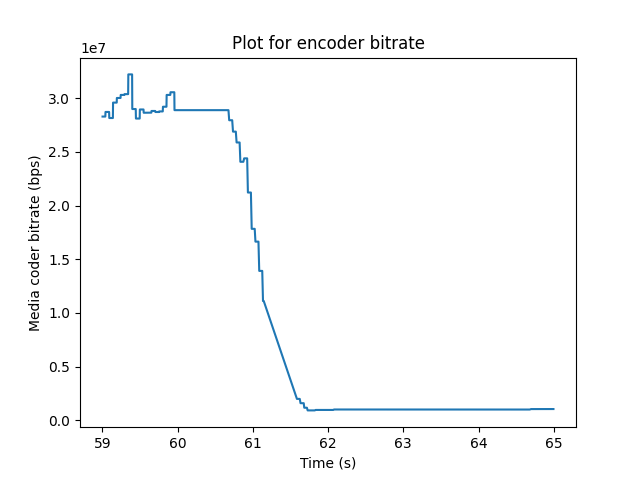 Plot for encoder bitrate
1e7
3.0
2.5
2.0
1.5
1.0
0.5
0.0
Media coder bitrate (bps)
59 60 61 62 63 64 65
Time (s)